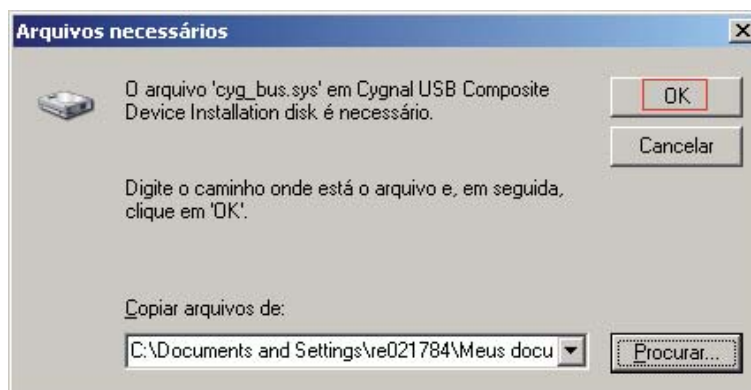 Arquivos necessários
O arquivo 'cyg_bus.sys' em Cygnal USB Composite
Device Installation disk é necessário.
OK
Cancelar
Digite o caminho onde está o arquivo e, em seguida,
clique em 'OK'.
Copiar arquivos de:
C:\Documents and Settings\re021784\Meus docu
Procurar...